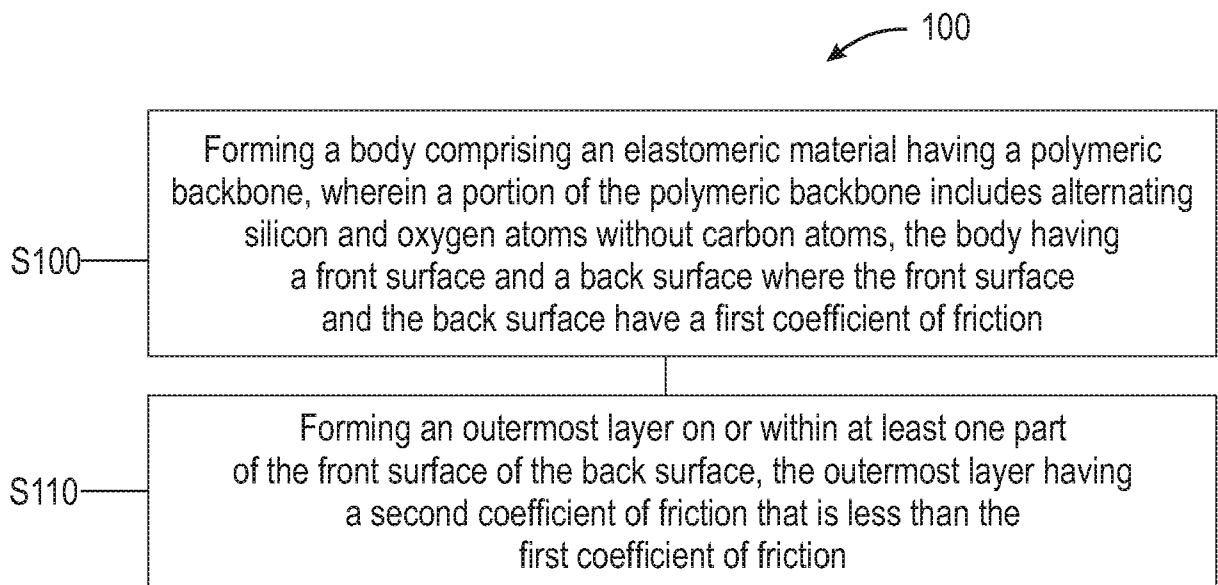 100
Forming a body comprising an elastomeric material having a polymeric
backbone, wherein a portion of the polymeric backbone includes alternating
silicon and oxygen atoms without carbon atoms, the body having
a front surface and a back surface where the front surface
and the back surface have a first coefficient of friction
S100
Forming an outermost layer on or within at least one part
of the front surface of the back surface, the outermost layer having
a second coefficient of friction that is less than the
first coefficient of friction
S110